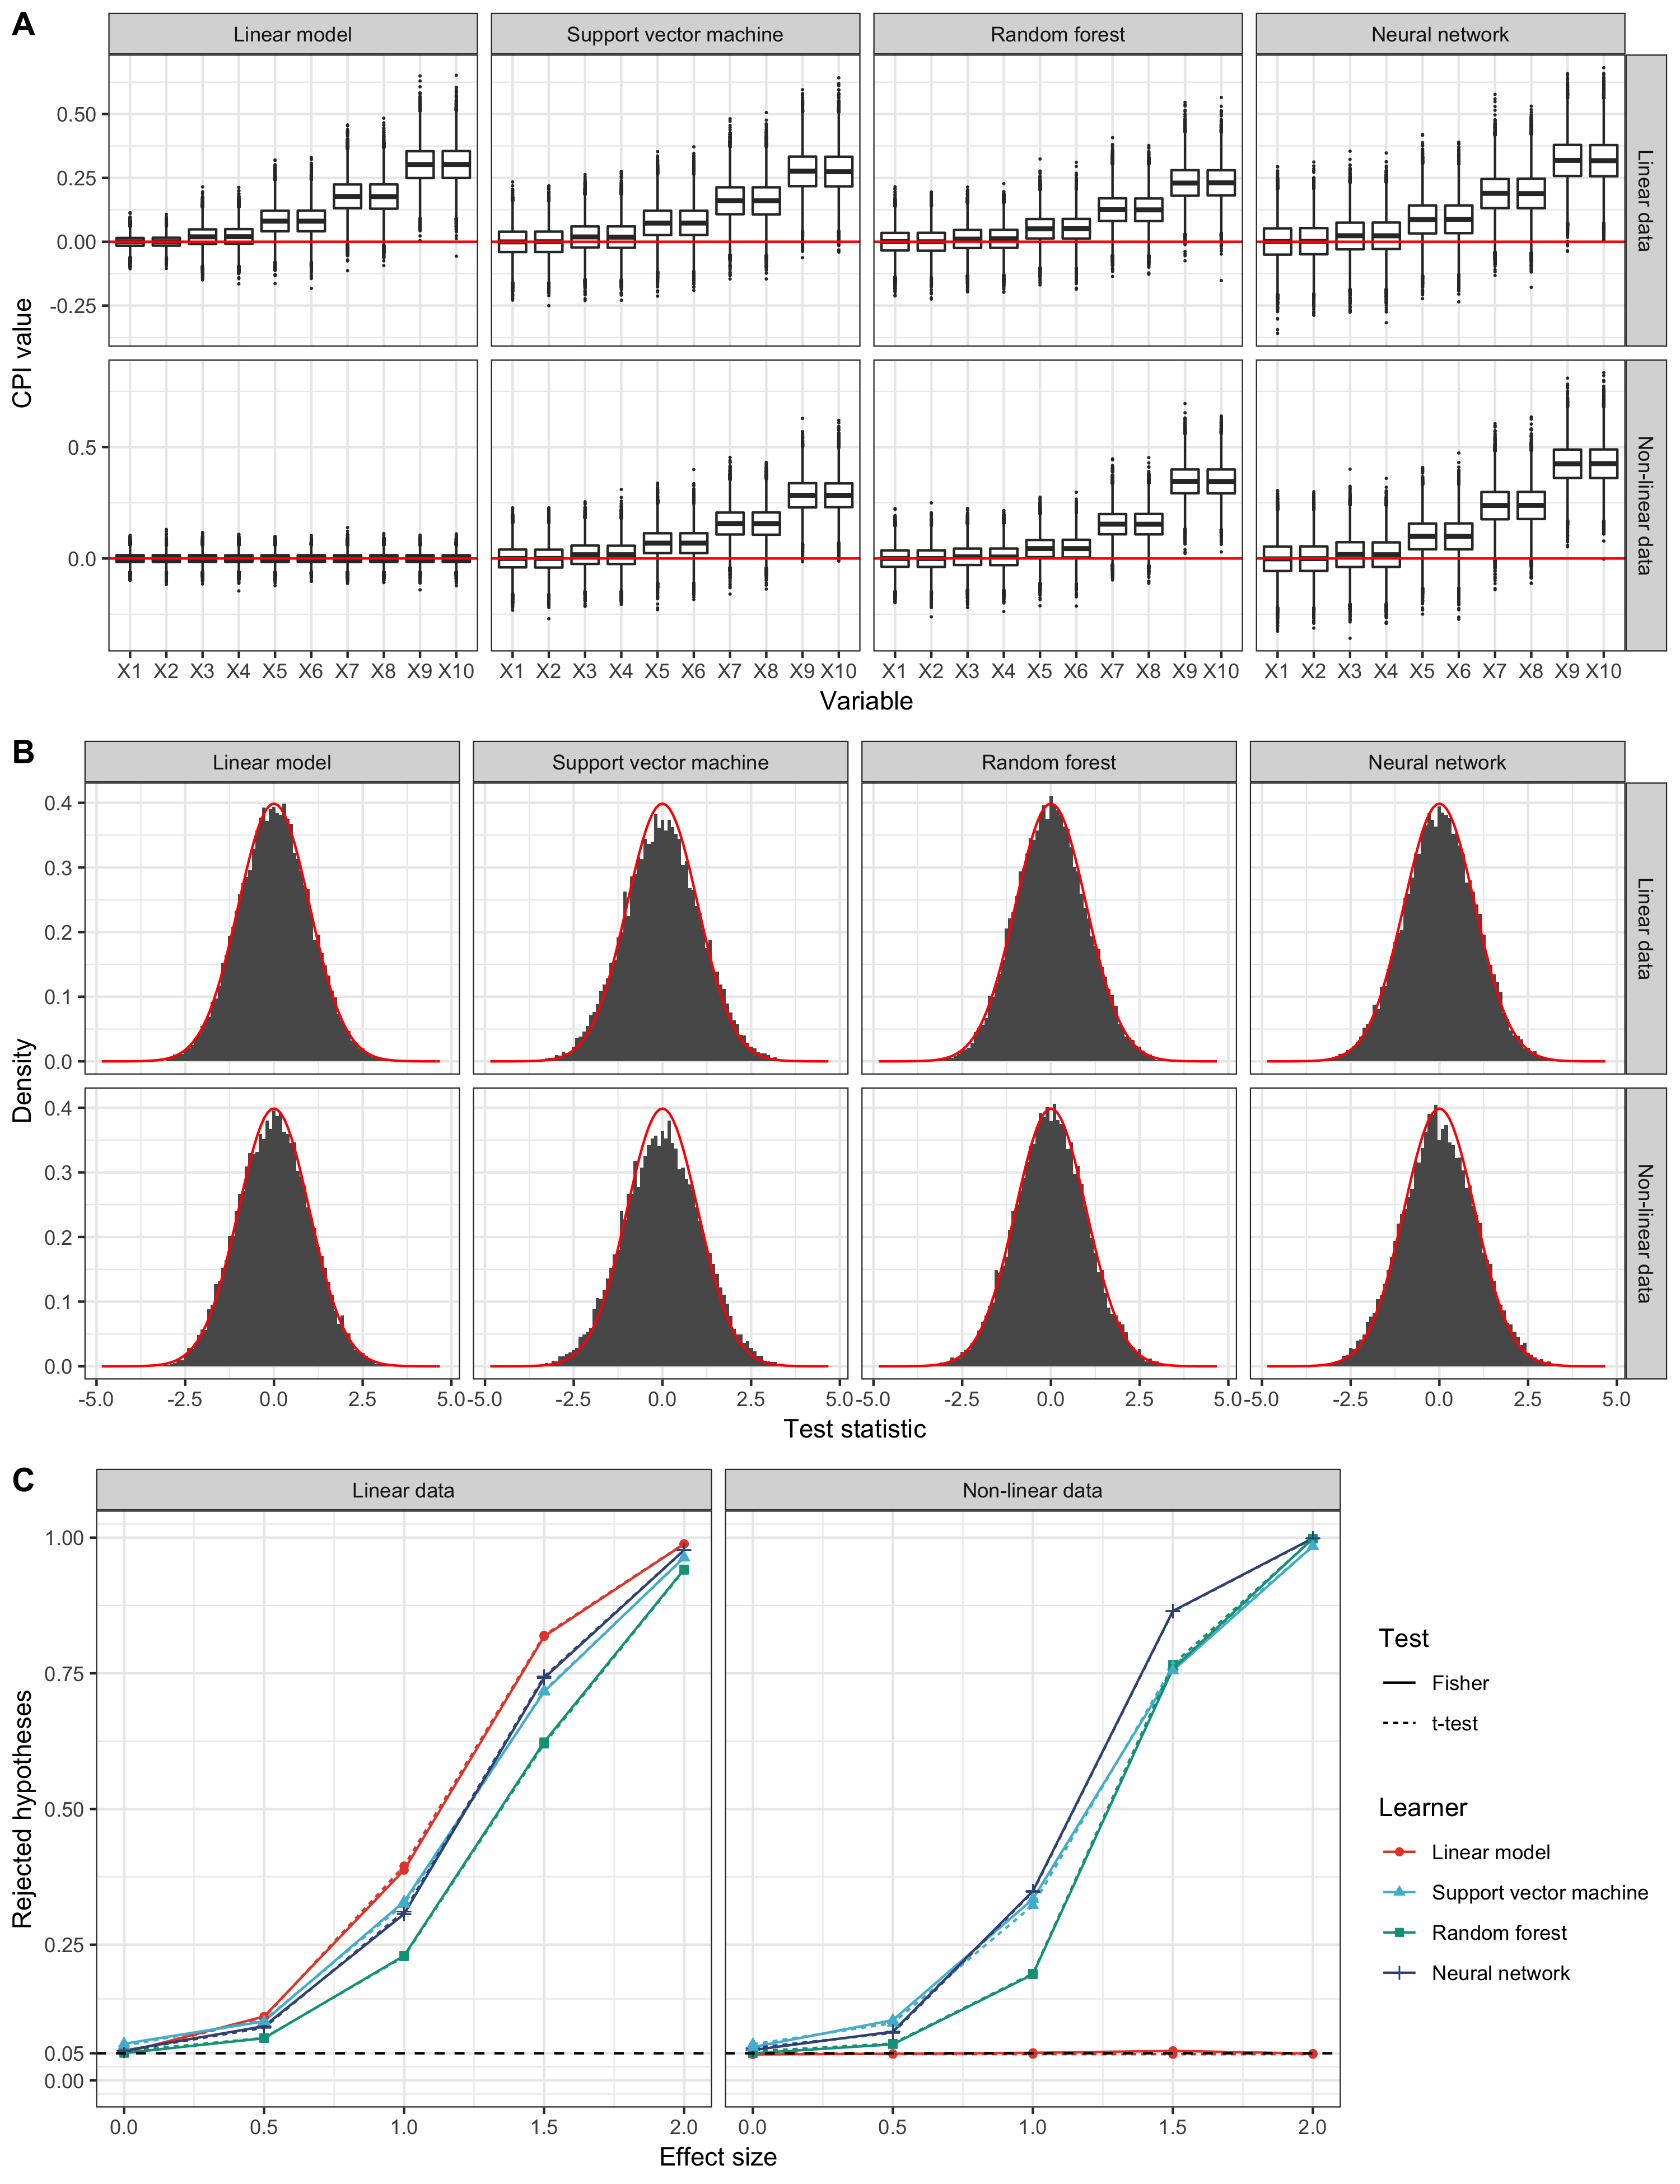 A
Linear model Support vector machine Random forest Neural network
0.50
0.25
0.00
-0.25
Linear data
CPI value
0.5
0.0
Non-linear data
X1 X2 X3 X4 X5 X6 X7 X8 X9 X10 X1 X2 X3 X4 X5 X6 X7 X8 X9 X10 X1 X2 X3 X4 X5 X6 X7 X8 X9 X10 X1 X2 X3 X4 X5 X6 X7 X8 X9 X10
Variable
B
Linear model Support vector machine Random forest Neural network
0.4
0.3
0.2
0.1
0.0
Linear data
Density
0.4
0.3
0.2
0.1
0.0
Non-linear data
-5.0 -2.5 0.0 2.5 5.0 -5.0 -2.5 0.0 2.5 5.0 -5.0 -2.5 0.0 2.5 5.0 -5.0 -2.5 0.0 2.5 5.0
Test statistic
C
Linear data Non-linear data
1.00
0.75
0.50
0.25
0.05
0.00
Rejected hypotheses
0.0 0.5 1.0 1.5 2.0 0.0 0.5 1.0 1.5 2.0
Effect size
Test
Fisher
t-test
Learner
Linear model
Support vector machine
Random forest
Neural network